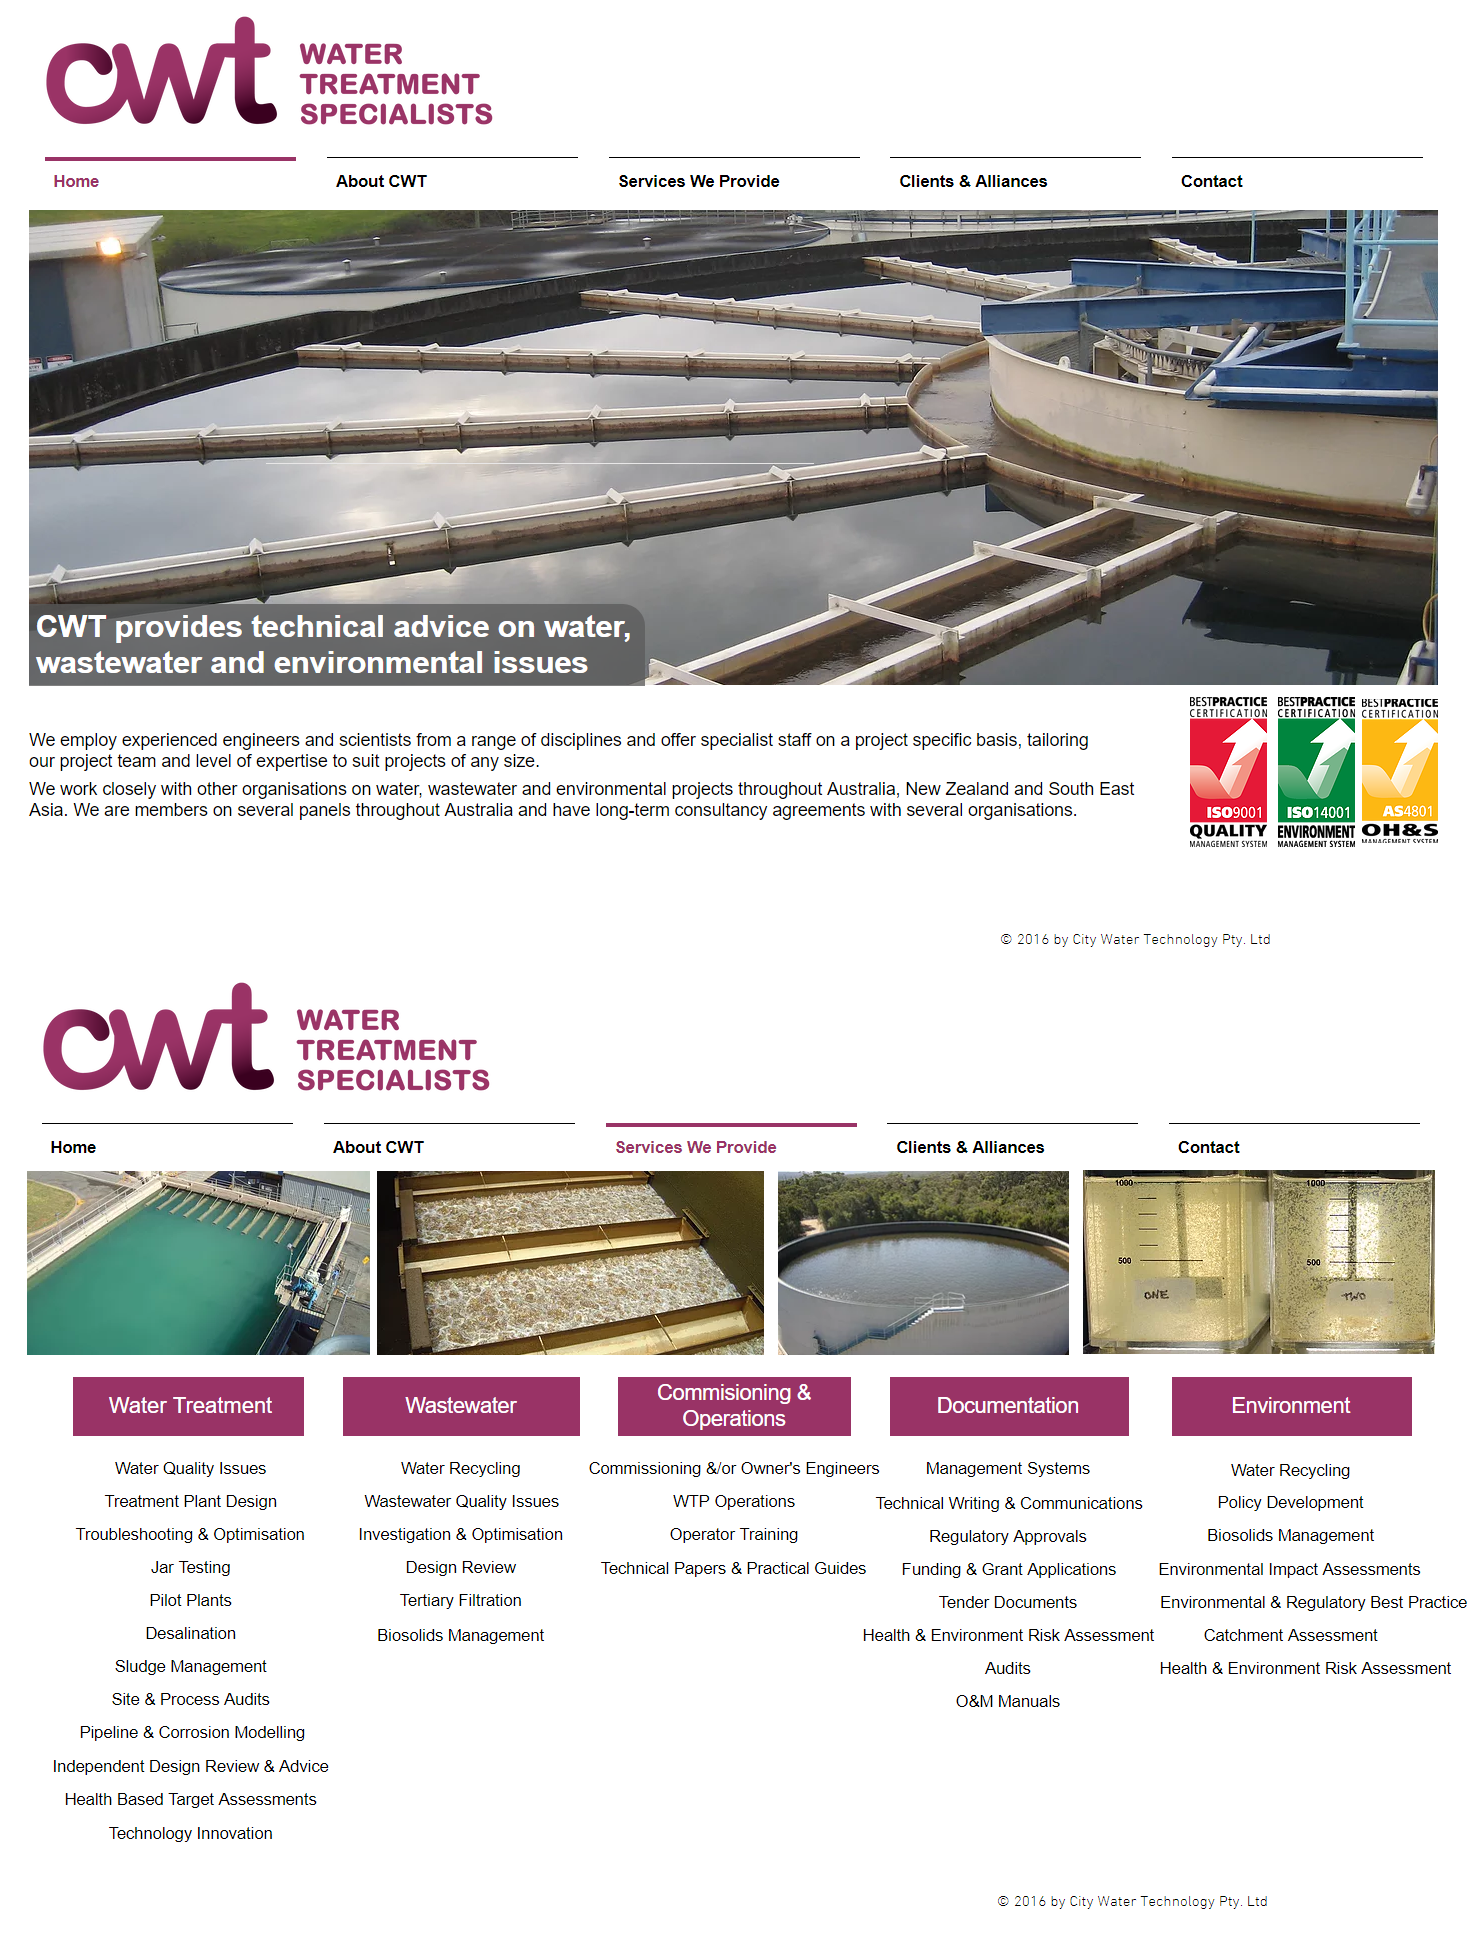 cwt
WATER
TREATMENT
SPECIALISTS
Home
About CWT
Services We Provide
Clients & Alliances
Contact
CWT provides technical advice on water,
wastewater and environmental issues
We employ experienced engineers and scientists from a range of disciplines and offer specialist staff on a project specific basis, tailoring
our project team and level of expertise to suit projects of any size.
We work closely with other organisations on water, wastewater and environmental projects throughout Australia, New Zealand and South East
Asia. We are members on several panels throughout Australia and have long-term consultancy agreements with several organisations.
BESTPRACTICE
CERTIFICATION
ISO9001
QUALITY
MANAGEMENT SYSTEM
BESTPRACTICE
CERTIFICATION
ISO14001
ENVIRONMENT
MANAGEMENT SYSTEM
BESTPRACTICE
CERTIFICATION
AS4801
OH&S
MANAGEMENT SYSTEM
© 2016 by City Water Technology Pty. Ltd
cwt
WATER
TREATMENT
SPECIALISTS
Home
About CWT
Services We Provide
Clients & Alliances
Contact
1000
500
ONE
1000
500
TWO
Water Treatment
Water Quality Issues
Treatment Plant Design
Troubleshooting & Optimisation
Jar Testing
Pilot Plants
Desalination
Sludge Management
Site & Process Audits
Pipeline & Corrosion Modelling
Independent Design Review & Advice
Health Based Target Assessments
Technology Innovation
Wastewater
Water Recycling
Wastewater Quality Issues
Investigation & Optimisation
Design Review
Tertiary Filtration
Biosolids Management
Commisioning &
Operations
Commissioning &/or Owner's Engineers
WTP Operations
Operator Training
Technical Papers & Practical Guides
Documentation
Management Systems
Technical Writing & Communications
Regulatory Approvals
Funding & Grant Applications
Tender Documents
Health & Environment Risk Assessment
Audits
O&M Manuals
Environment
Water Recycling
Policy Development
Biosolids Management
Environmental Impact Assessments
Environmental & Regulatory Best Practice
Catchment Assessment
Health & Environment Risk Assessment
© 2016 by City Water Technology Pty. Ltd